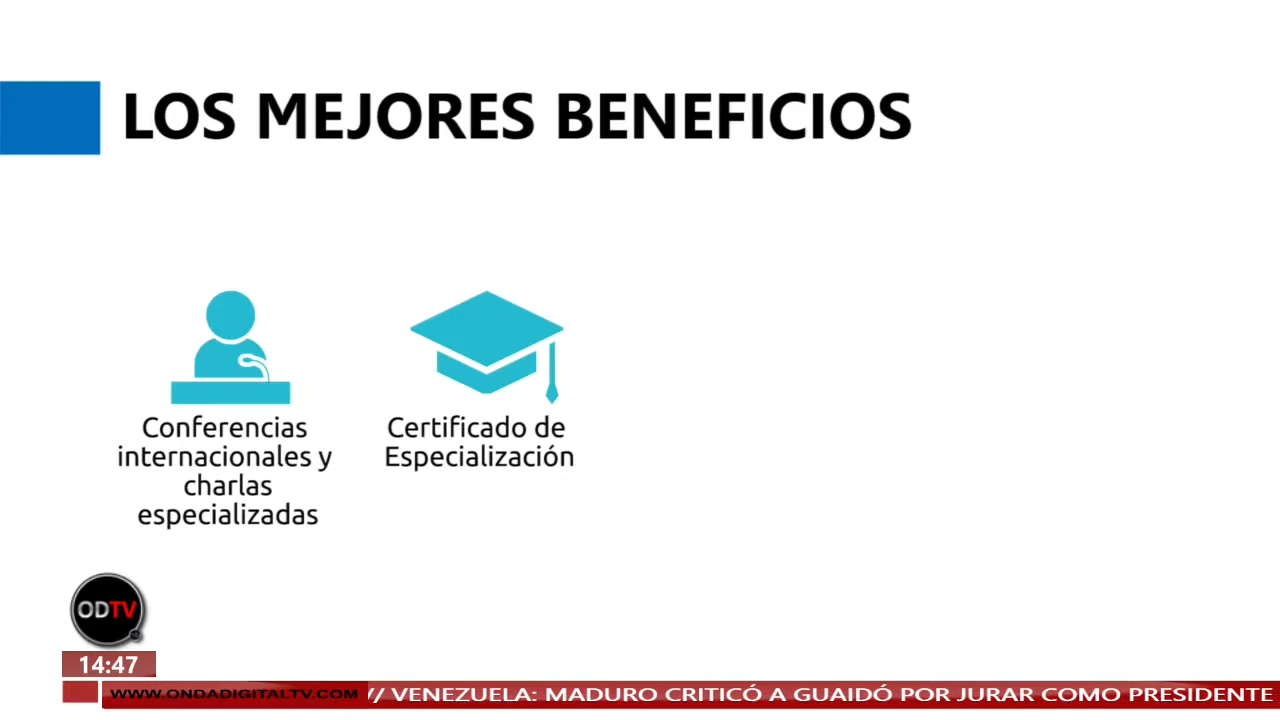 LOS MEJORES BENEFICIOS
Conferencias
internacionales y
charlas
especializadas
Certificado de
Especialización
ODTV
14:47
WWW.ONDADIGITALTV.COM
// VENEZUELA: MADURO CRITICÓ A GUAIDÓ POR JURAR COMO PRESIDENTE